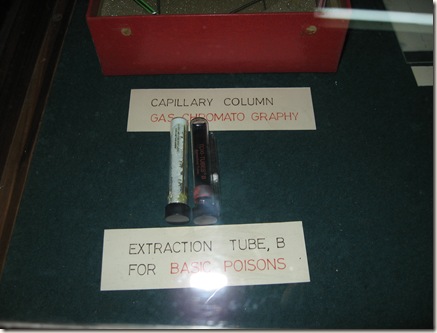 CAPILLARY COLUMN
GAS CHROMATO GRAPHY
EXTRACTION TUBE, B
FOR BASIC POISONS